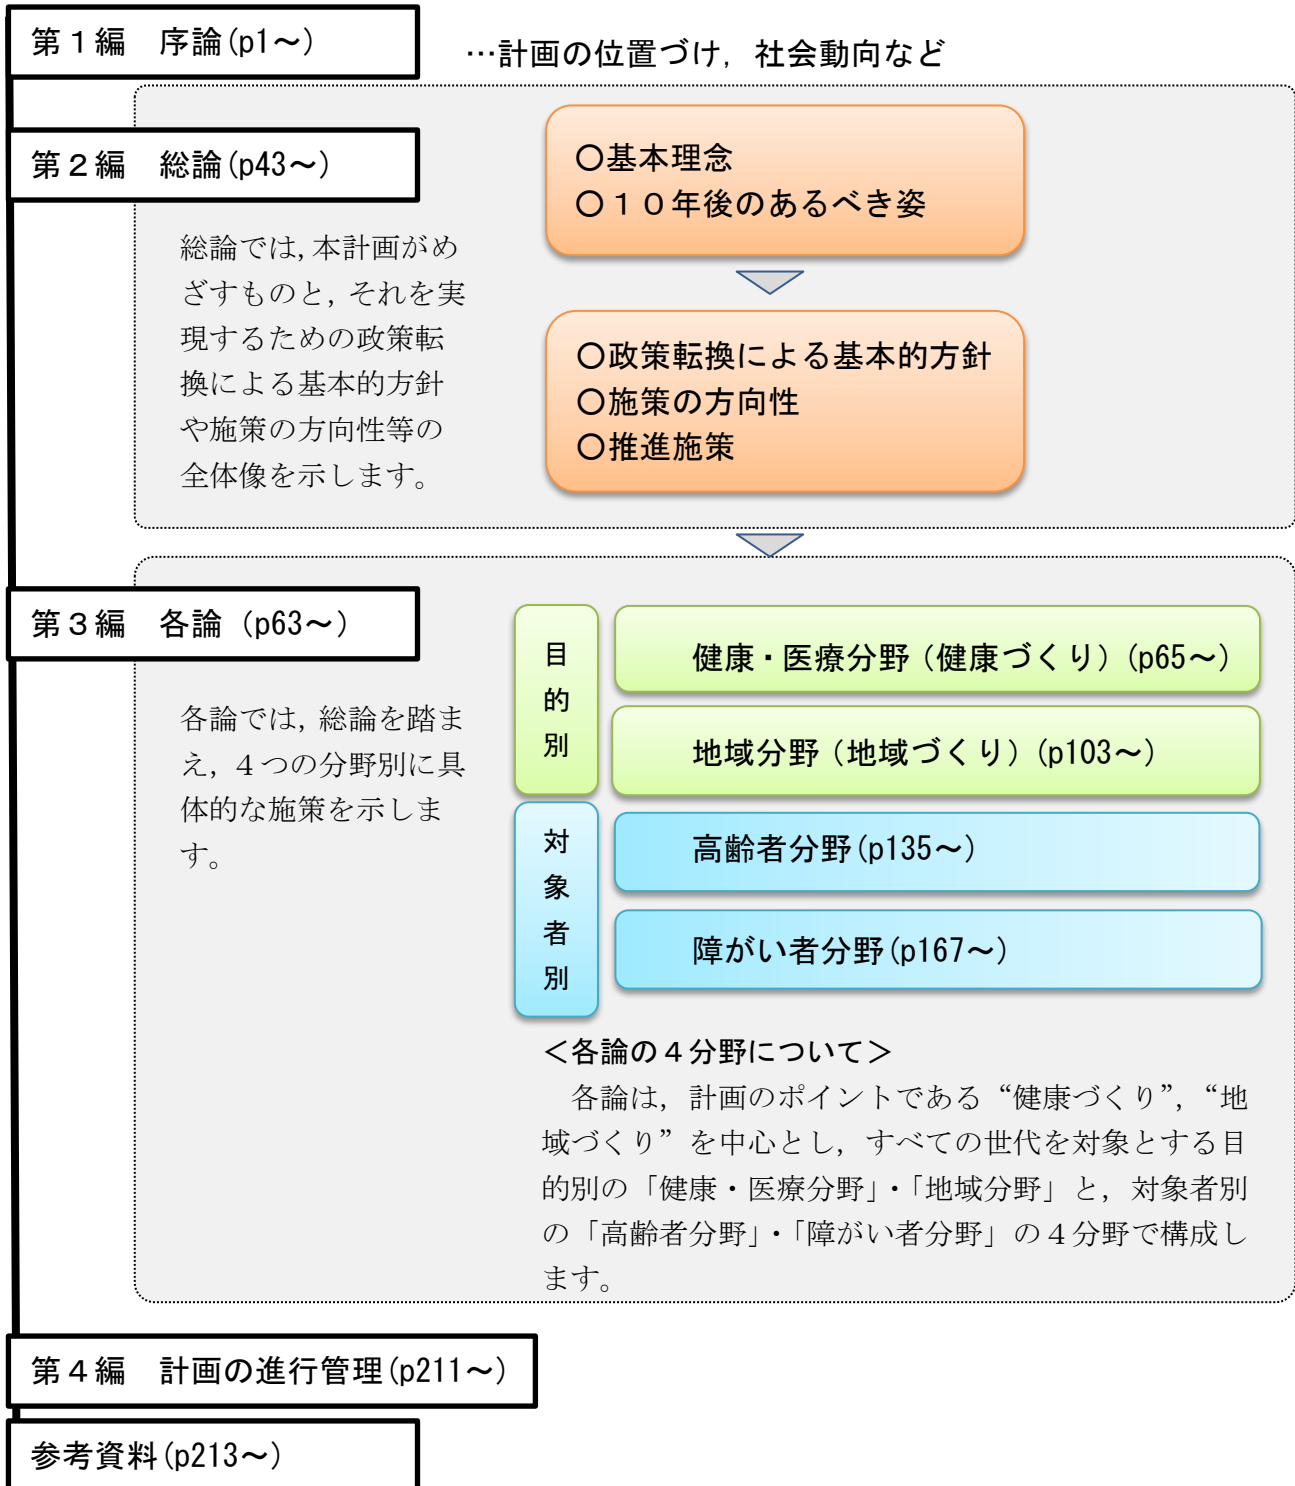 第１編　序論(p1～)
…計画の位置づけ，社会動向など
第２編　総論(p43～)
総論では，本計画がめ
ざすものと，それを実
現するための政策転
換による基本的方針
や施策の方向性等の
全体像を示します。
○基本理念
○１０年後のあるべき姿
○政策転換による基本的方針
○施策の方向性
○推進施策
第３編　各論（p63～）
各論では，総論を踏ま
え，４つの分野別に具
体的な施策を示しま
す。
目的別
健康・医療分野（健康づくり）(p65～)
地域分野（地域づくり）(p103～)
対象者別
高齢者分野(p135～)
障がい者分野(p167～)
＜各論の４分野について＞
各論は，計画のポイントである“健康づくり”，“地
域づくり”を中心とし，すべての世代を対象とする目
的別の「健康・医療分野」・「地域分野」と，対象者別
の「高齢者分野」・「障がい者分野」の４分野で構成し
ます。
第４編　計画の進行管理(p211～)
参考資料(p213～)